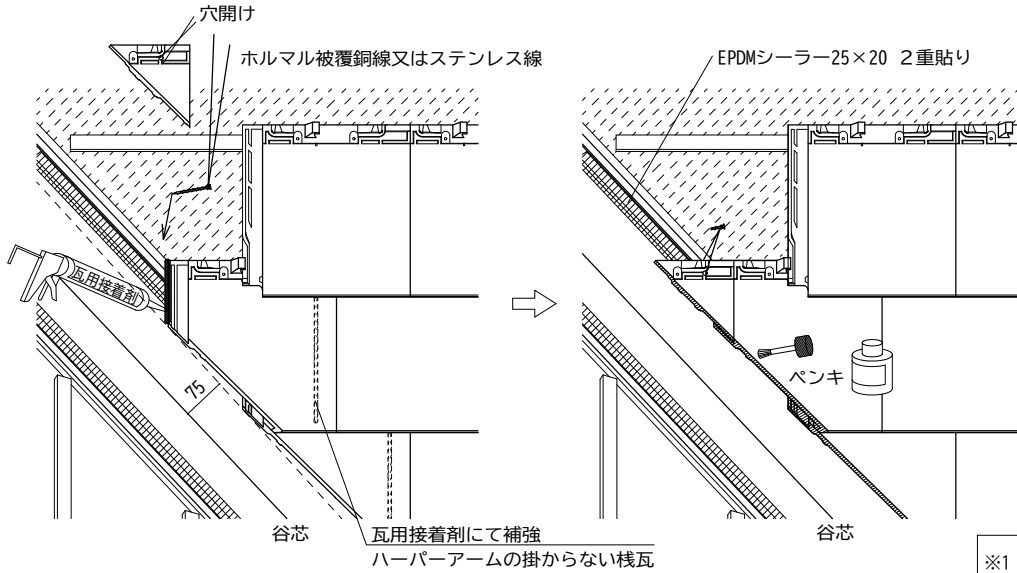 穴開け
ホルマル被覆銅線又はステンレス線
EPDMシーラー25×20 2重貼り
瓦用接着剤
75
ペンキ
谷芯
瓦用接着剤にて補強
ハーパーアームの掛からない桟瓦
谷芯
※1